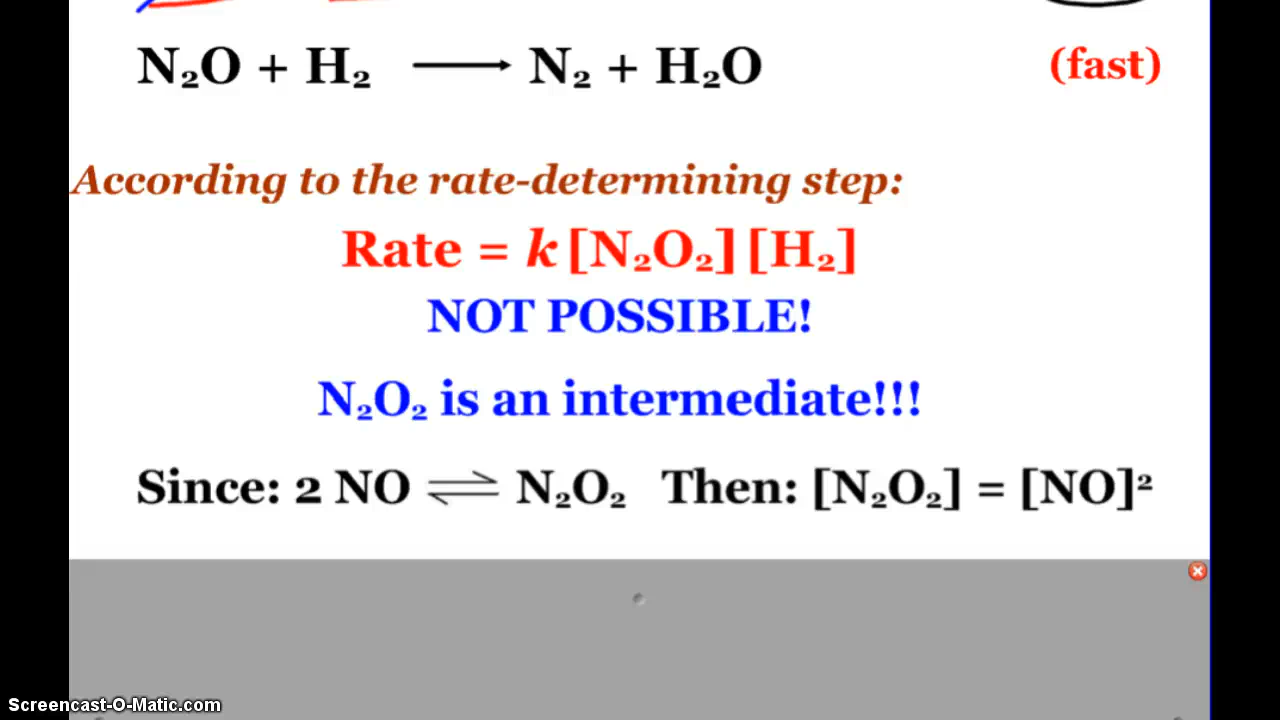 N₂O + H₂ ⟶ N₂ + H₂O (fast)
According to the rate-determining step:
Rate = k [N₂O₂] [H₂]
NOT POSSIBLE!
N₂O₂ is an intermediate!!!
Since: 2 NO ⇌ N₂O₂ Then: [N₂O₂] = [NO]²
Screencast-O-Matic.com